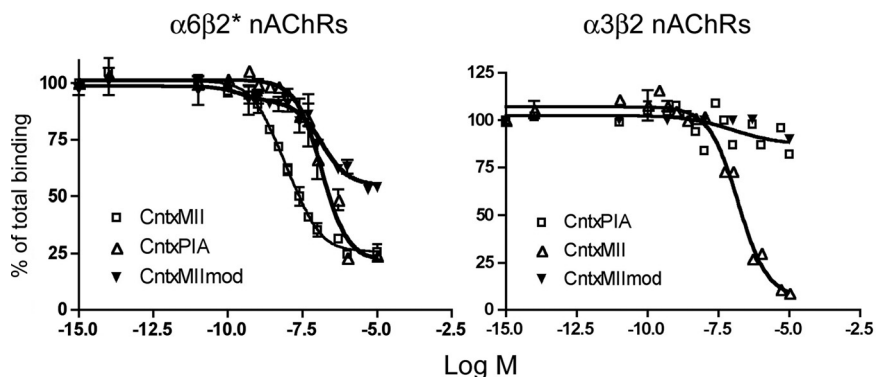 α6β2* nAChRs
α3β2 nAChRs
% of total binding
100
75
50
25
0
CntxMII
CntxPIA
CntxMIImod
-15.0 -12.5 -10.0 -7.5 -5.0 -2.5
125
100
75
50
25
0
CntxPIA
CntxMII
CntxMIImod
-15.0 -12.5 -10.0 -7.5 -5.0 -2.5
Log M